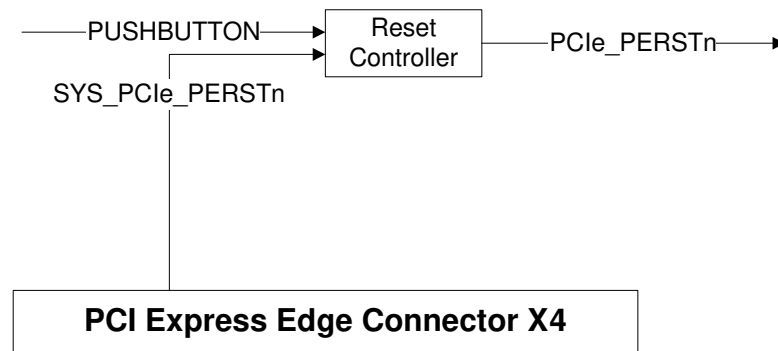 PUSHBUTTON
Reset
Controller
PCIe_PERSTn
SYS_PCIe_PERSTn
PCI Express Edge Connector X4